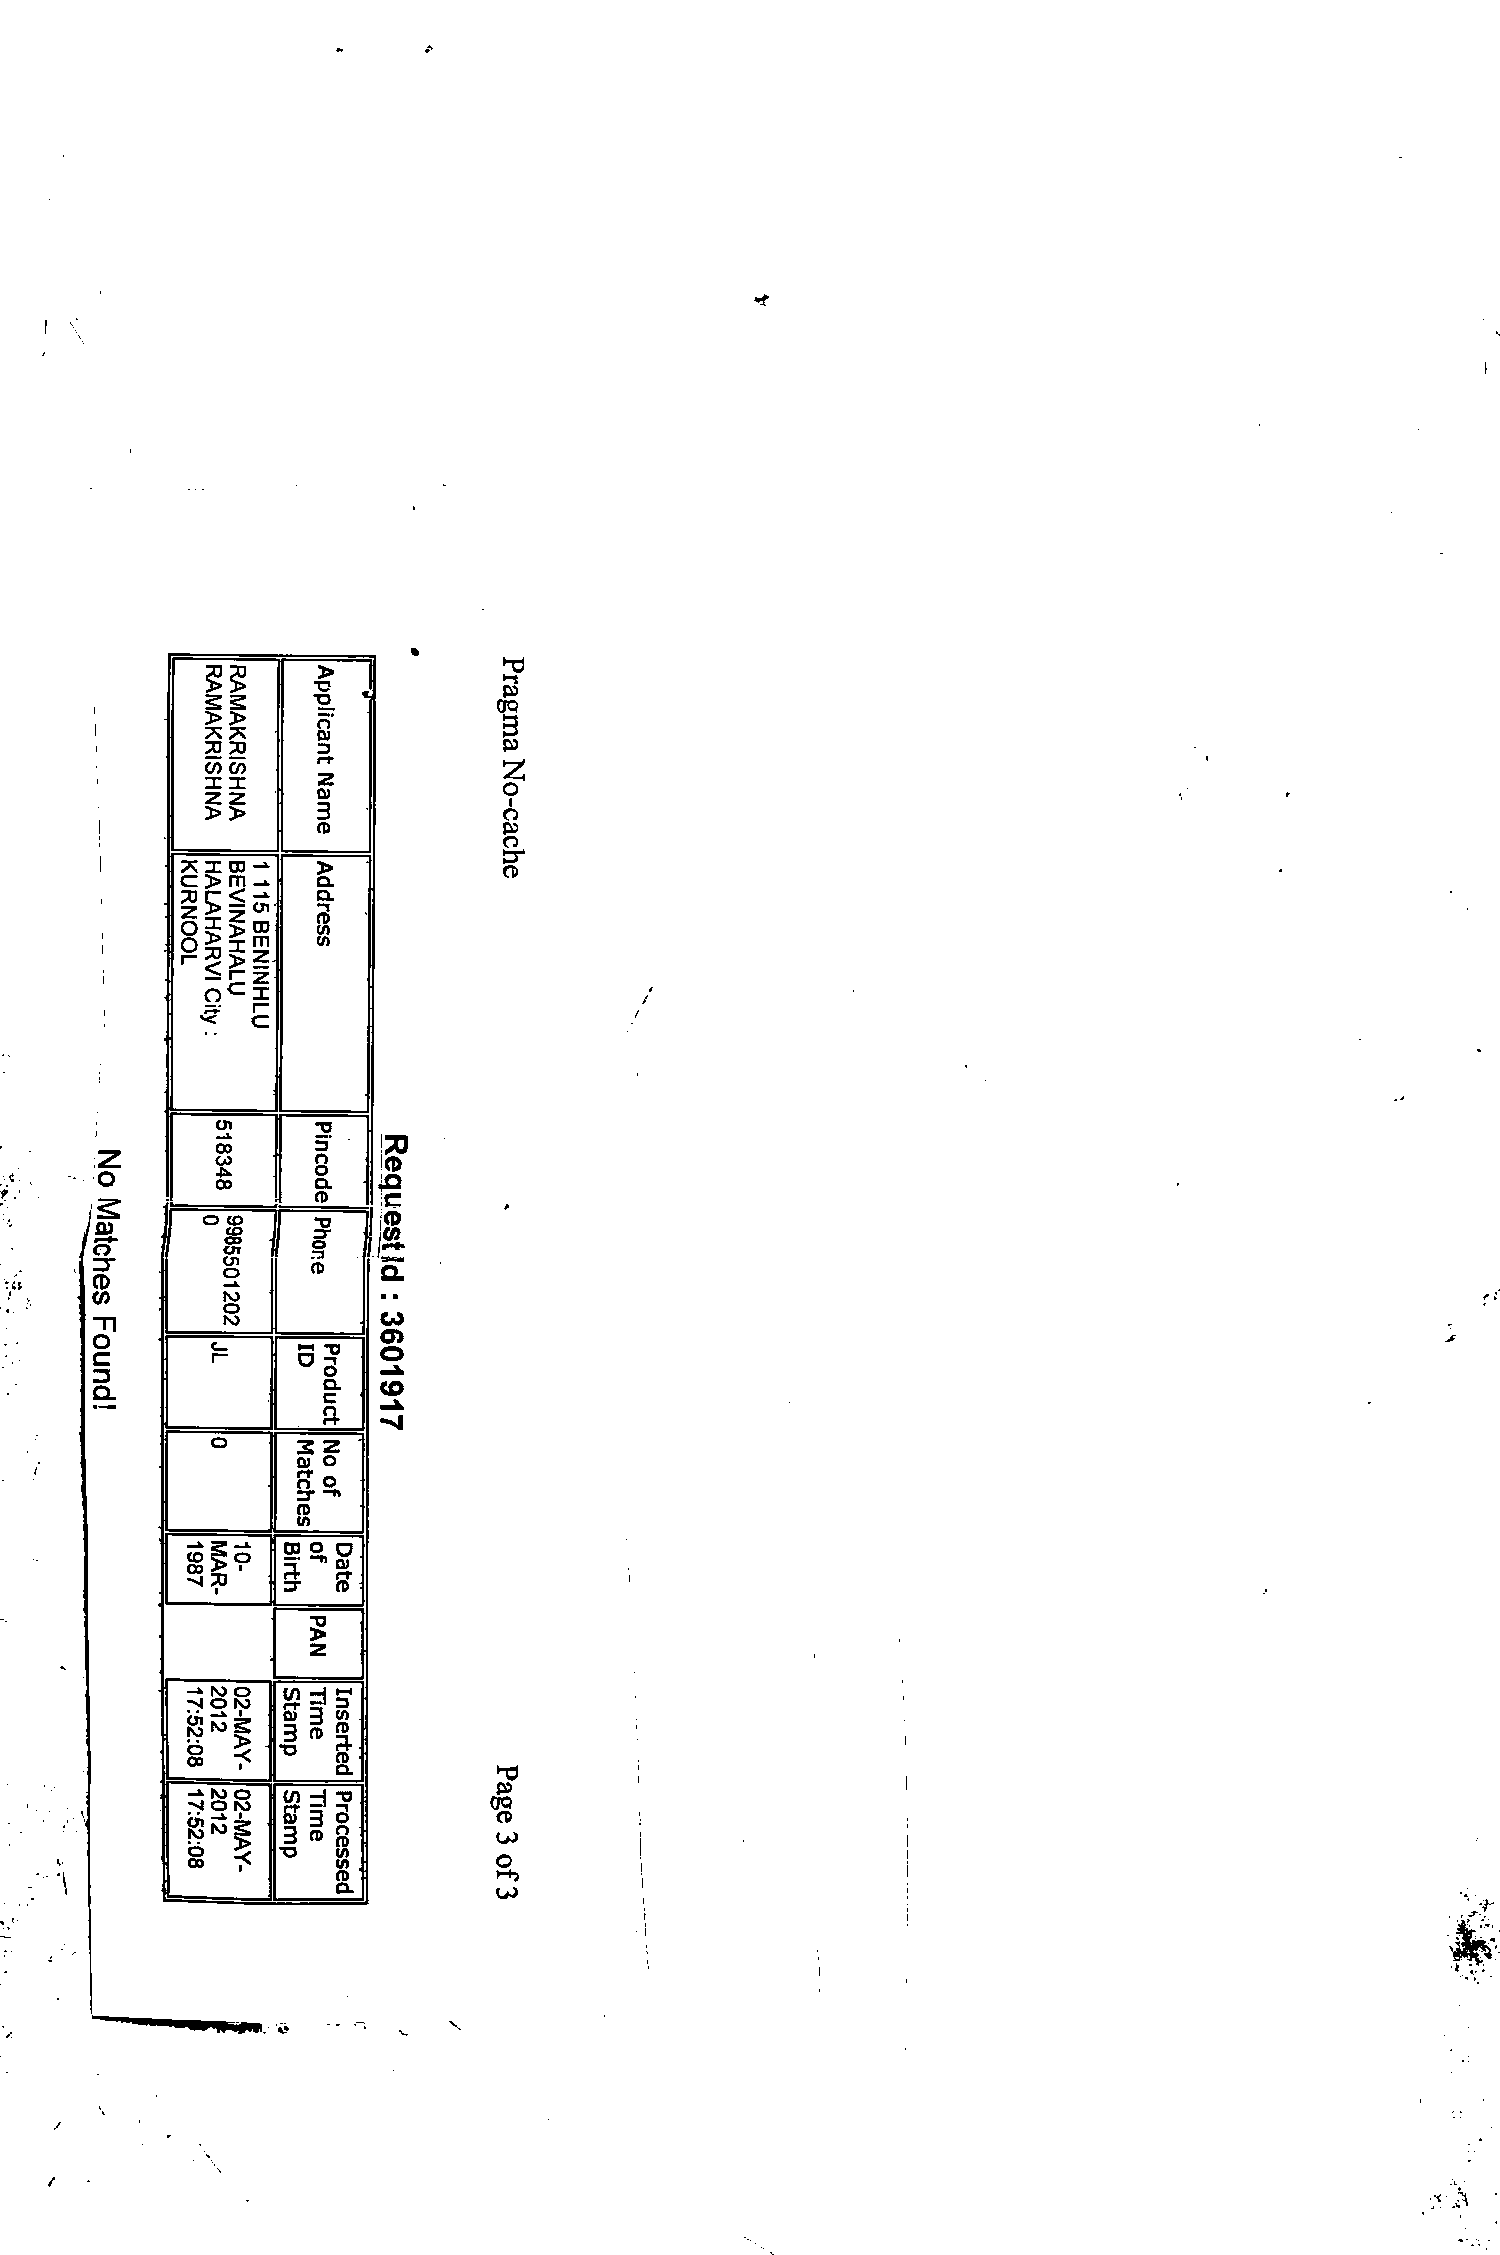 Pragma No-cache
Page 3 of 3
Request Id : 3601917
Applicant Name Address Pincode Phone Product ID No of Matches Date of Birth PAN Inserted Time Stamp Processed Time Stamp
RAMAKRISHNA
RAMAKRISHNA
1 115 BENINHLU
BEVINAHALU
HALAHARVI City :
KURNOOL
518348
9985501202
0
JL
0
10-
MAR-
1987
02-MAY-
2012
17:52:08
02-MAY-
2012
17:52:08
No Matches Found!